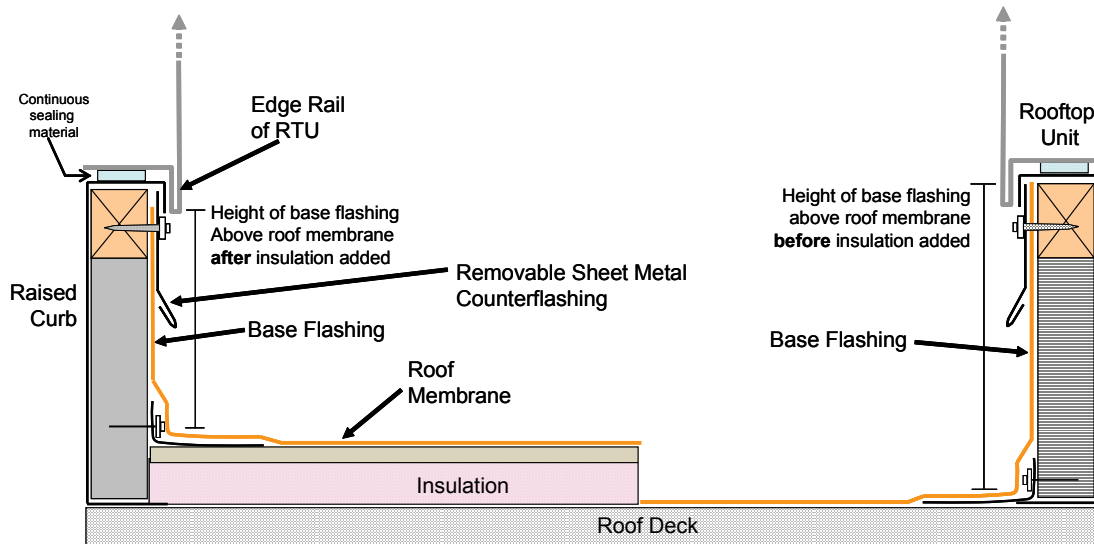 Continuous
sealing
material
Edge Rail
of RTU
Rooftop
Unit
Height of base flashing
Above roof membrane
after insulation added
Height of base flashing
above roof membrane
before insulation added
Removable Sheet Metal
Counterflashing
Raised
Curb
Base Flashing
Base Flashing
Roof
Membrane
Insulation
Roof Deck